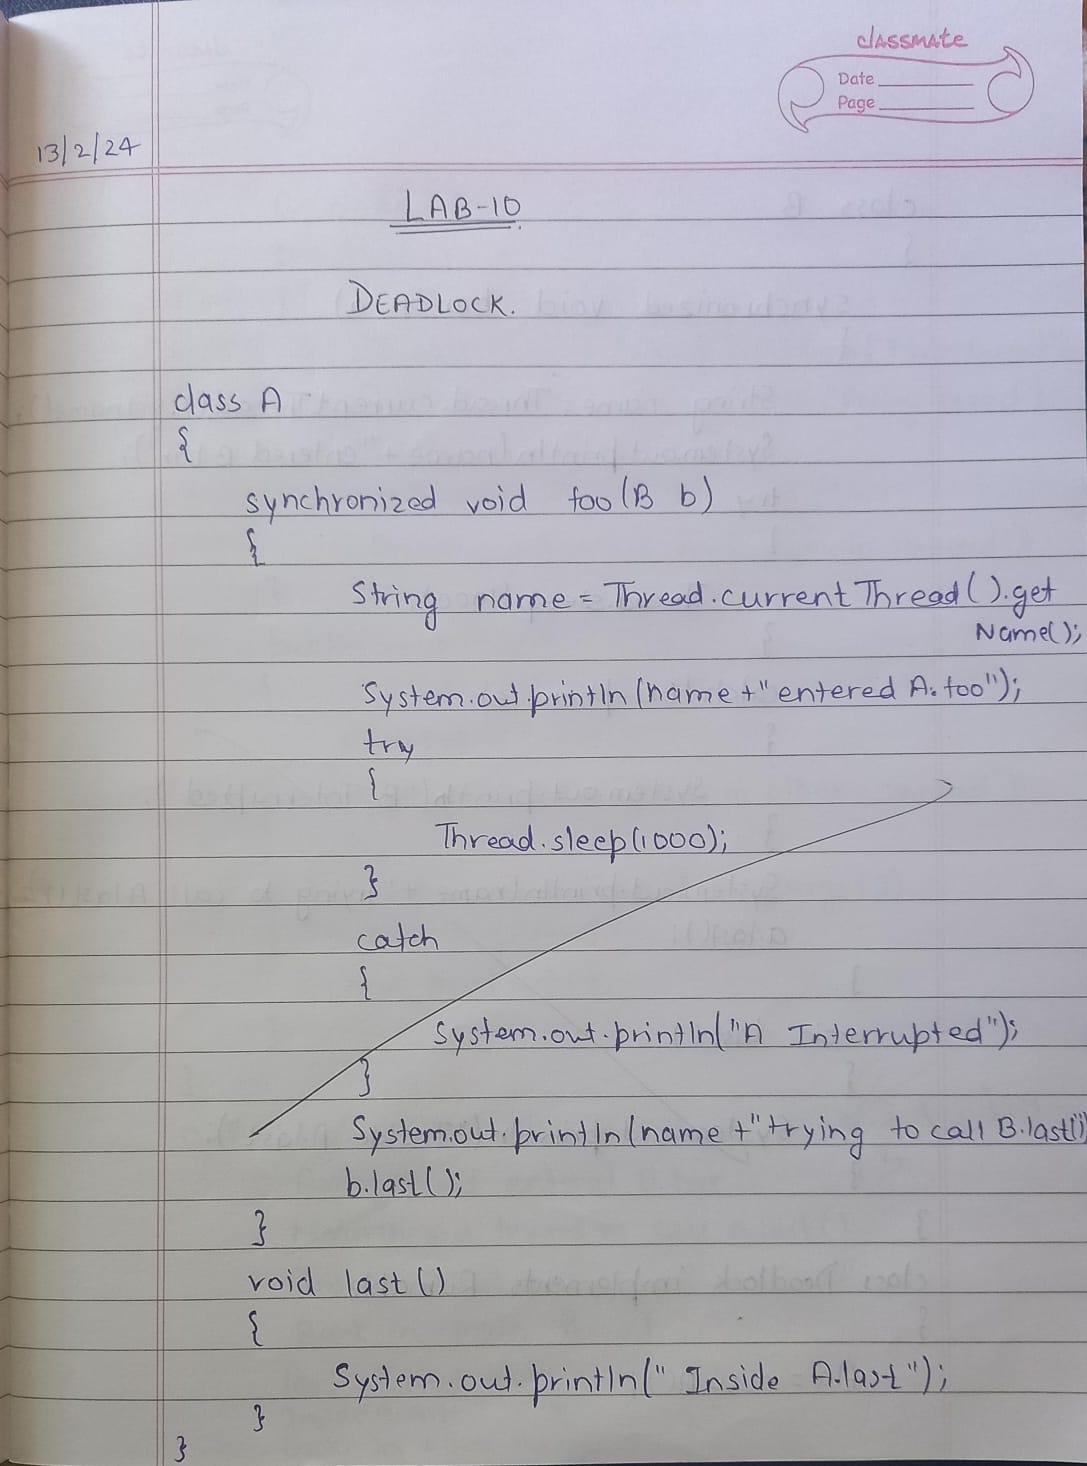 classmate
Date
Page
13/2/24
LAB-10
DEADLOCK.
class A
{
synchronized void foo(B b)
{
String name = Thread.currentThread().get
Name();
System.out.println(name+"entered A.foo");
try
{
Thread.sleep(1000);
}
catch
{
System.out.println("A Interrupted");
}
System.out.println(name+"trying to call B.last()
b.last();
}
void last()
{
System.out.println(" Inside A.last");
}
}